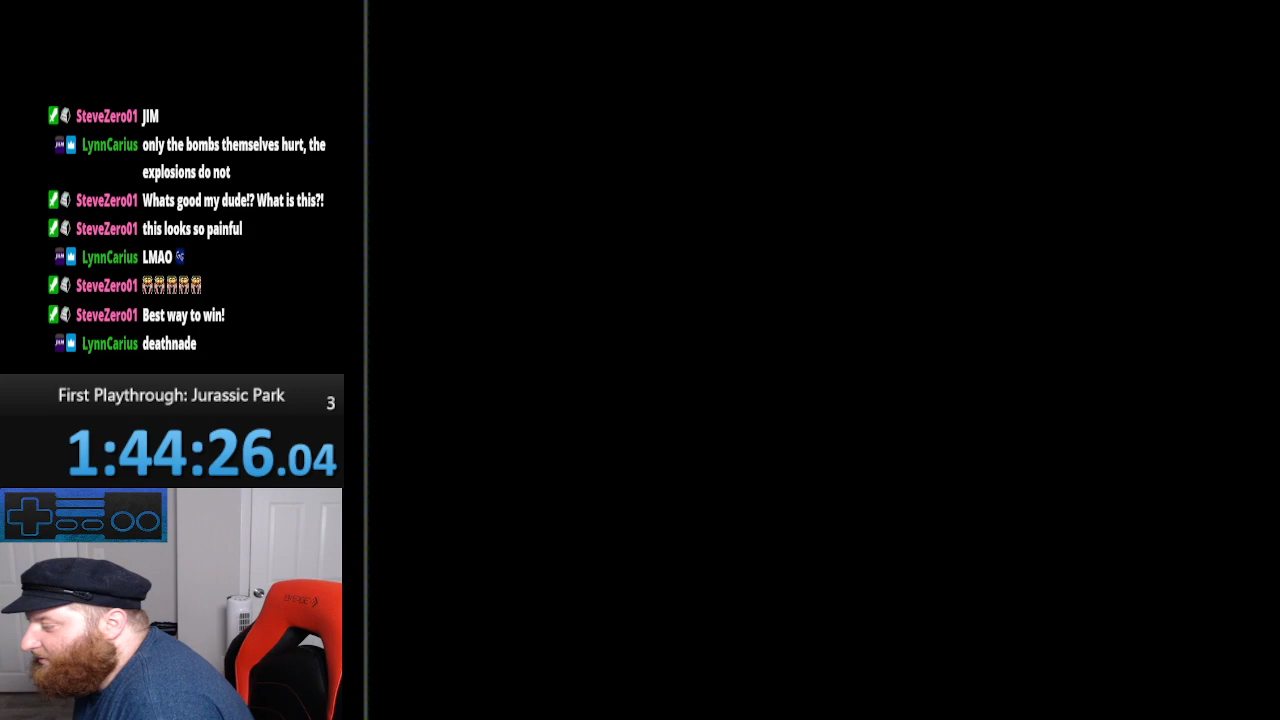 SteveZero01 JIM
LynnCarius only the bombs themselves hurt, the
explosions do not
SteveZero01 Whats good my dude!? What is this?!
SteveZero01 this looks so painful
LynnCarius LMAO
SteveZero01
SteveZero01 Best way to win!
LynnCarius deathnade
First Playthrough: Jurassic Park
3
1:44:26.04